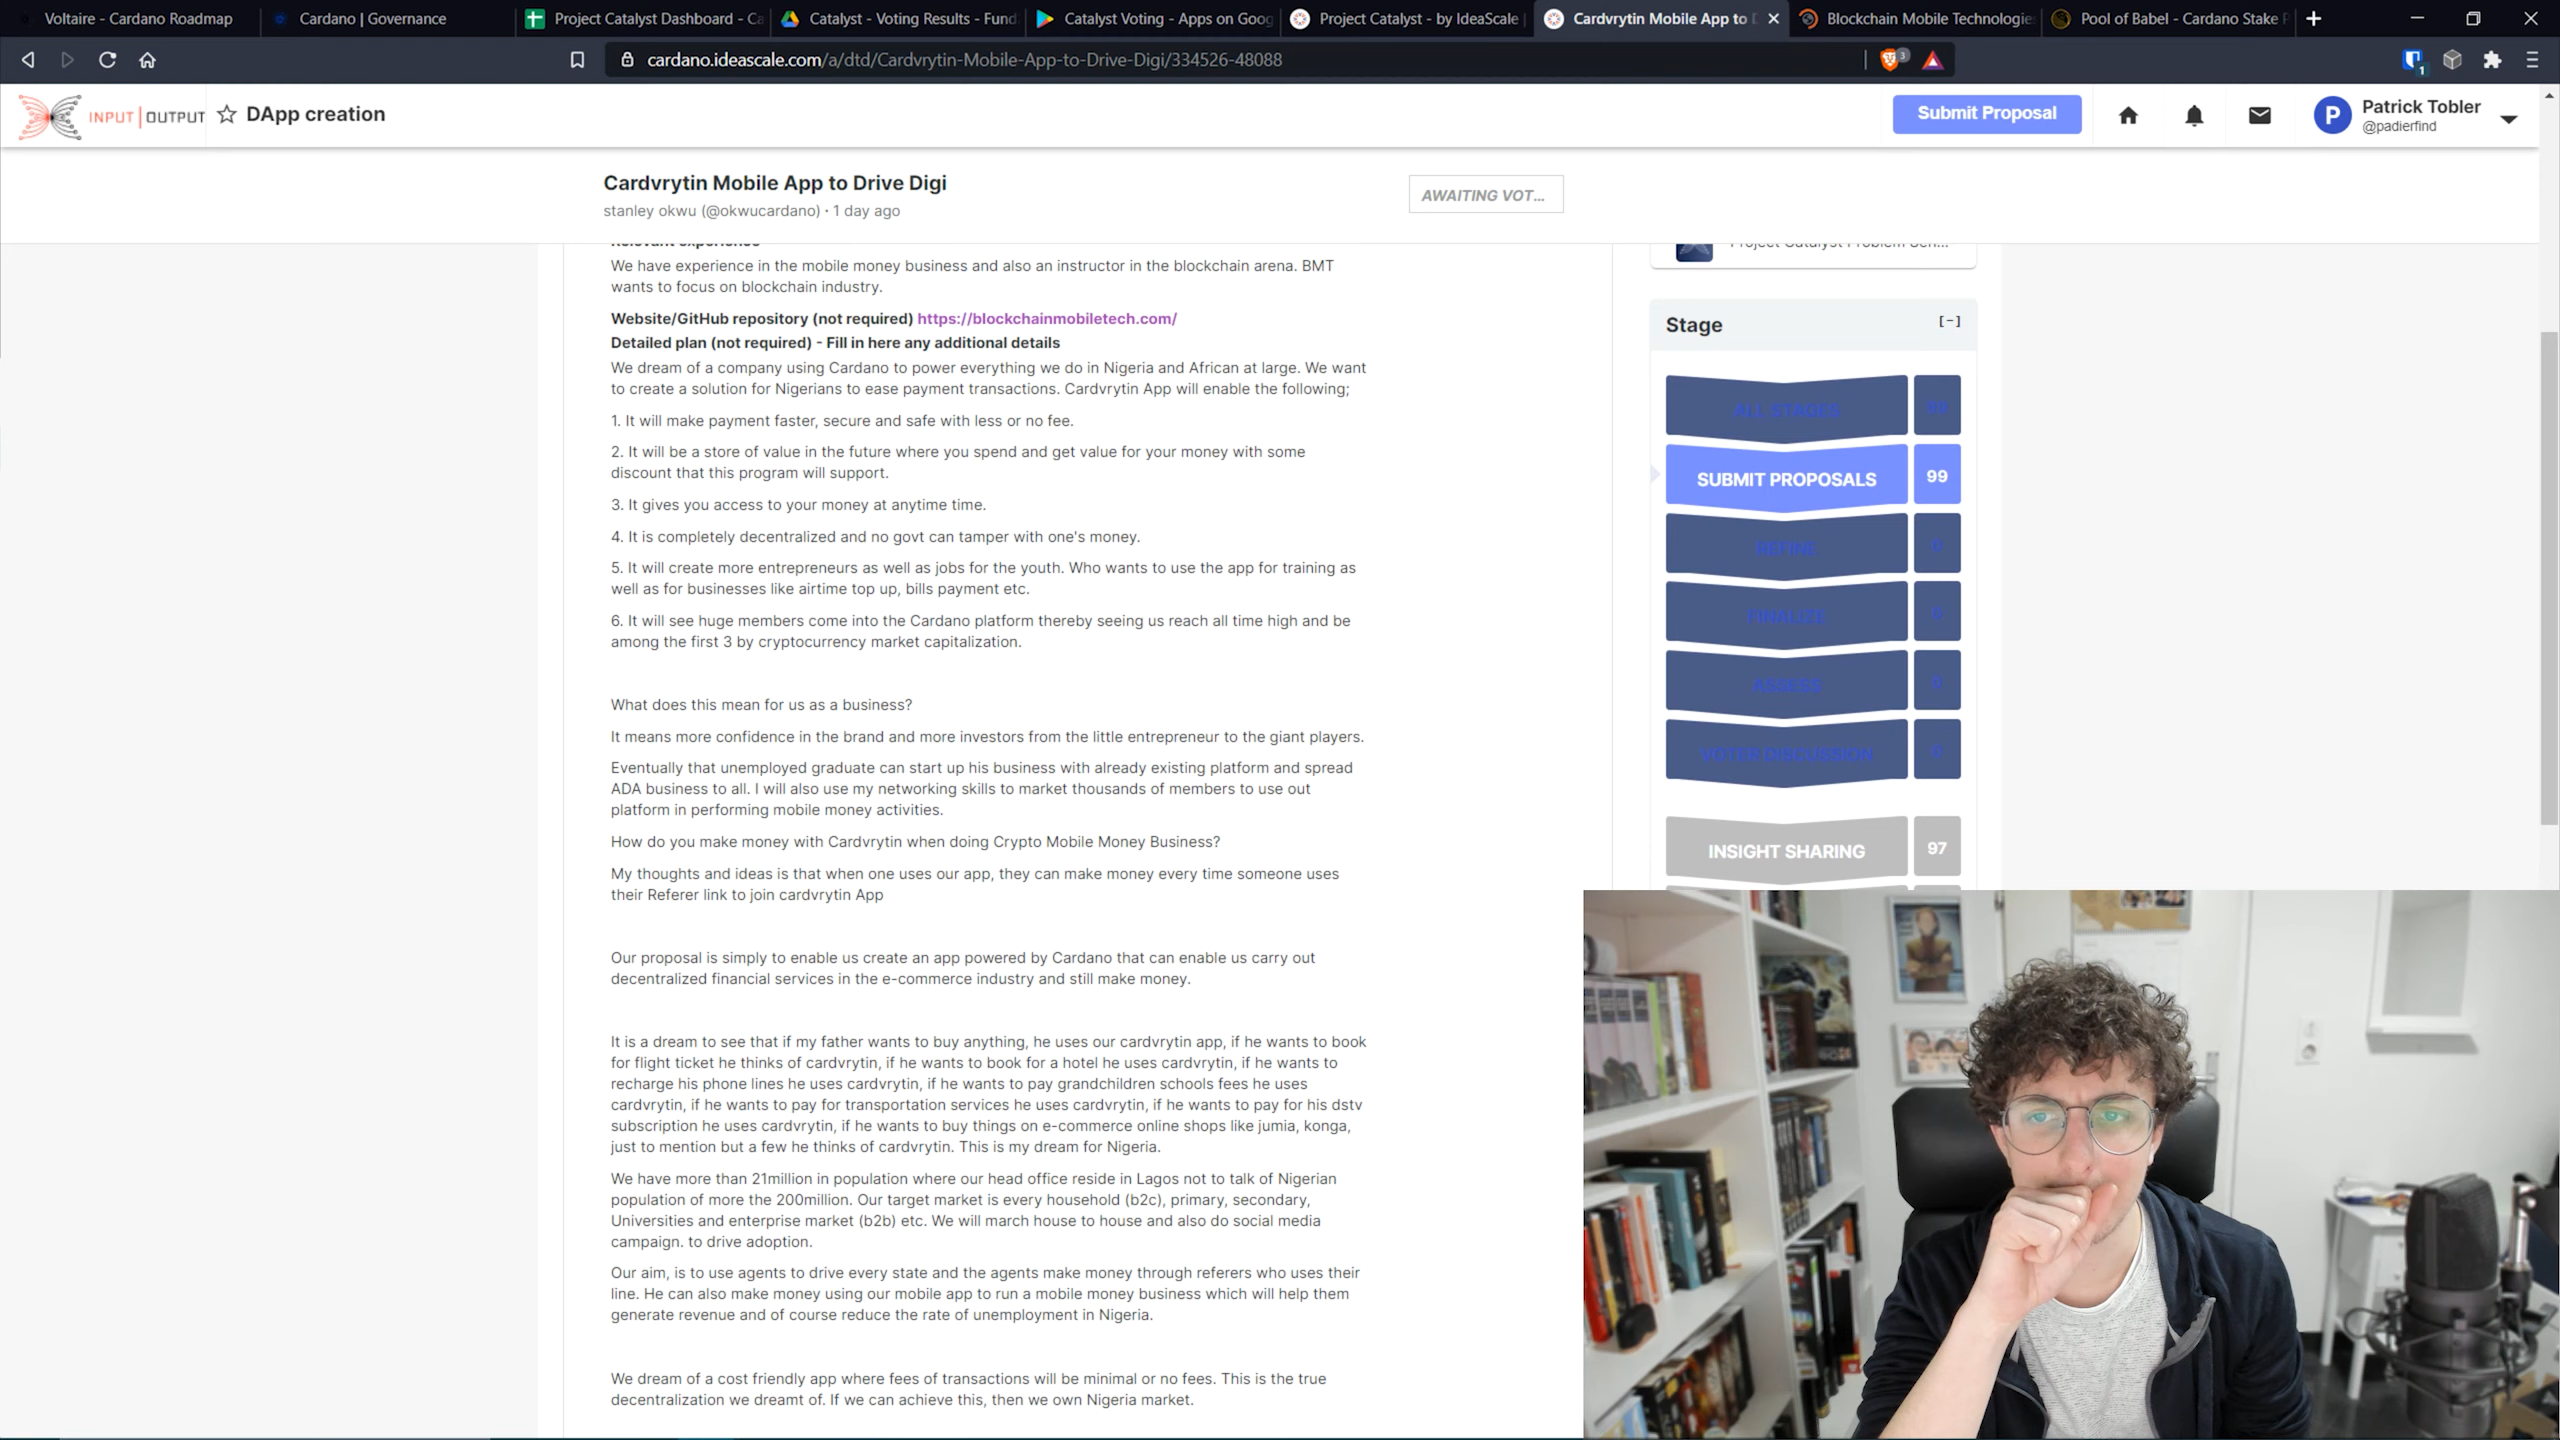 Voltaire - Cardano Roadmap
Cardano | Governance
Project Catalyst Dashboard - Ca
Catalyst - Voting Results - Fund
Catalyst Voting - Apps on Goog
Project Catalyst - by IdeaScale
Cardvrytin Mobile App to D
Blockchain Mobile Technologie
Pool of Babel - Cardano Stake P
cardano.ideascale.com/a/dtd/Cardvrytin-Mobile-App-to-Drive-Digi/334526-48088
3
1
INPUT | OUTPUT
DApp creation
Submit Proposal
P
Patrick Tobler
@padierfind
Cardvrytin Mobile App to Drive Digi
stanley okwu (@okwucardano) · 1 day ago
AWAITING VOT...
Relevant experience
We have experience in the mobile money business and also an instructor in the blockchain arena. BMT
wants to focus on blockchain industry.
Website/GitHub repository (not required) https://blockchainmobiletech.com/
Detailed plan (not required) - Fill in here any additional details
We dream of a company using Cardano to power everything we do in Nigeria and African at large. We want
to create a solution for Nigerians to ease payment transactions. Cardvrytin App will enable the following;
1. It will make payment faster, secure and safe with less or no fee.
2. It will be a store of value in the future where you spend and get value for your money with some
discount that this program will support.
3. It gives you access to your money at anytime time.
4. It is completely decentralized and no govt can tamper with one's money.
5. It will create more entrepreneurs as well as jobs for the youth. Who wants to use the app for training as
well as for businesses like airtime top up, bills payment etc.
6. It will see huge members come into the Cardano platform thereby seeing us reach all time high and be
among the first 3 by cryptocurrency market capitalization.
What does this mean for us as a business?
It means more confidence in the brand and more investors from the little entrepreneur to the giant players.
Eventually that unemployed graduate can start up his business with already existing platform and spread
ADA business to all. I will also use my networking skills to market thousands of members to use out
platform in performing mobile money activities.
How do you make money with Cardvrytin when doing Crypto Mobile Money Business?
My thoughts and ideas is that when one uses our app, they can make money every time someone uses
their Referer link to join cardvrytin App
Our proposal is simply to enable us create an app powered by Cardano that can enable us carry out
decentralized financial services in the e-commerce industry and still make money.
It is a dream to see that if my father wants to buy anything, he uses our cardvrytin app, if he wants to book
for flight ticket he thinks of cardvrytin, if he wants to book for a hotel he uses cardvrytin, if he wants to
recharge his phone lines he uses cardvrytin, if he wants to pay grandchildren schools fees he uses
cardvrytin, if he wants to pay for transportation services he uses cardvrytin, if he wants to pay for his dstv
subscription he uses cardvrytin, if he wants to buy things on e-commerce online shops like jumia, konga,
just to mention but a few he thinks of cardvrytin. This is my dream for Nigeria.
We have more than 21million in population where our head office reside in Lagos not to talk of Nigerian
population of more the 200million. Our target market is every household (b2c), primary, secondary,
Universities and enterprise market (b2b) etc. We will march house to house and also do social media
campaign. to drive adoption.
Our aim, is to use agents to drive every state and the agents make money through referers who uses their
line. He can also make money using our mobile app to run a mobile money business which will help them
generate revenue and of course reduce the rate of unemployment in Nigeria.
We dream of a cost friendly app where fees of transactions will be minimal or no fees. This is the true
decentralization we dreamt of. If we can achieve this, then we own Nigeria market.
Project Catalyst Problem Sen...
Stage
[-]
ALL STAGES
SUBMIT PROPOSALS 99
REFINE 0
FINALIZE 0
ASSESS 0
VOTER DISCUSSION 0
INSIGHT SHARING 97